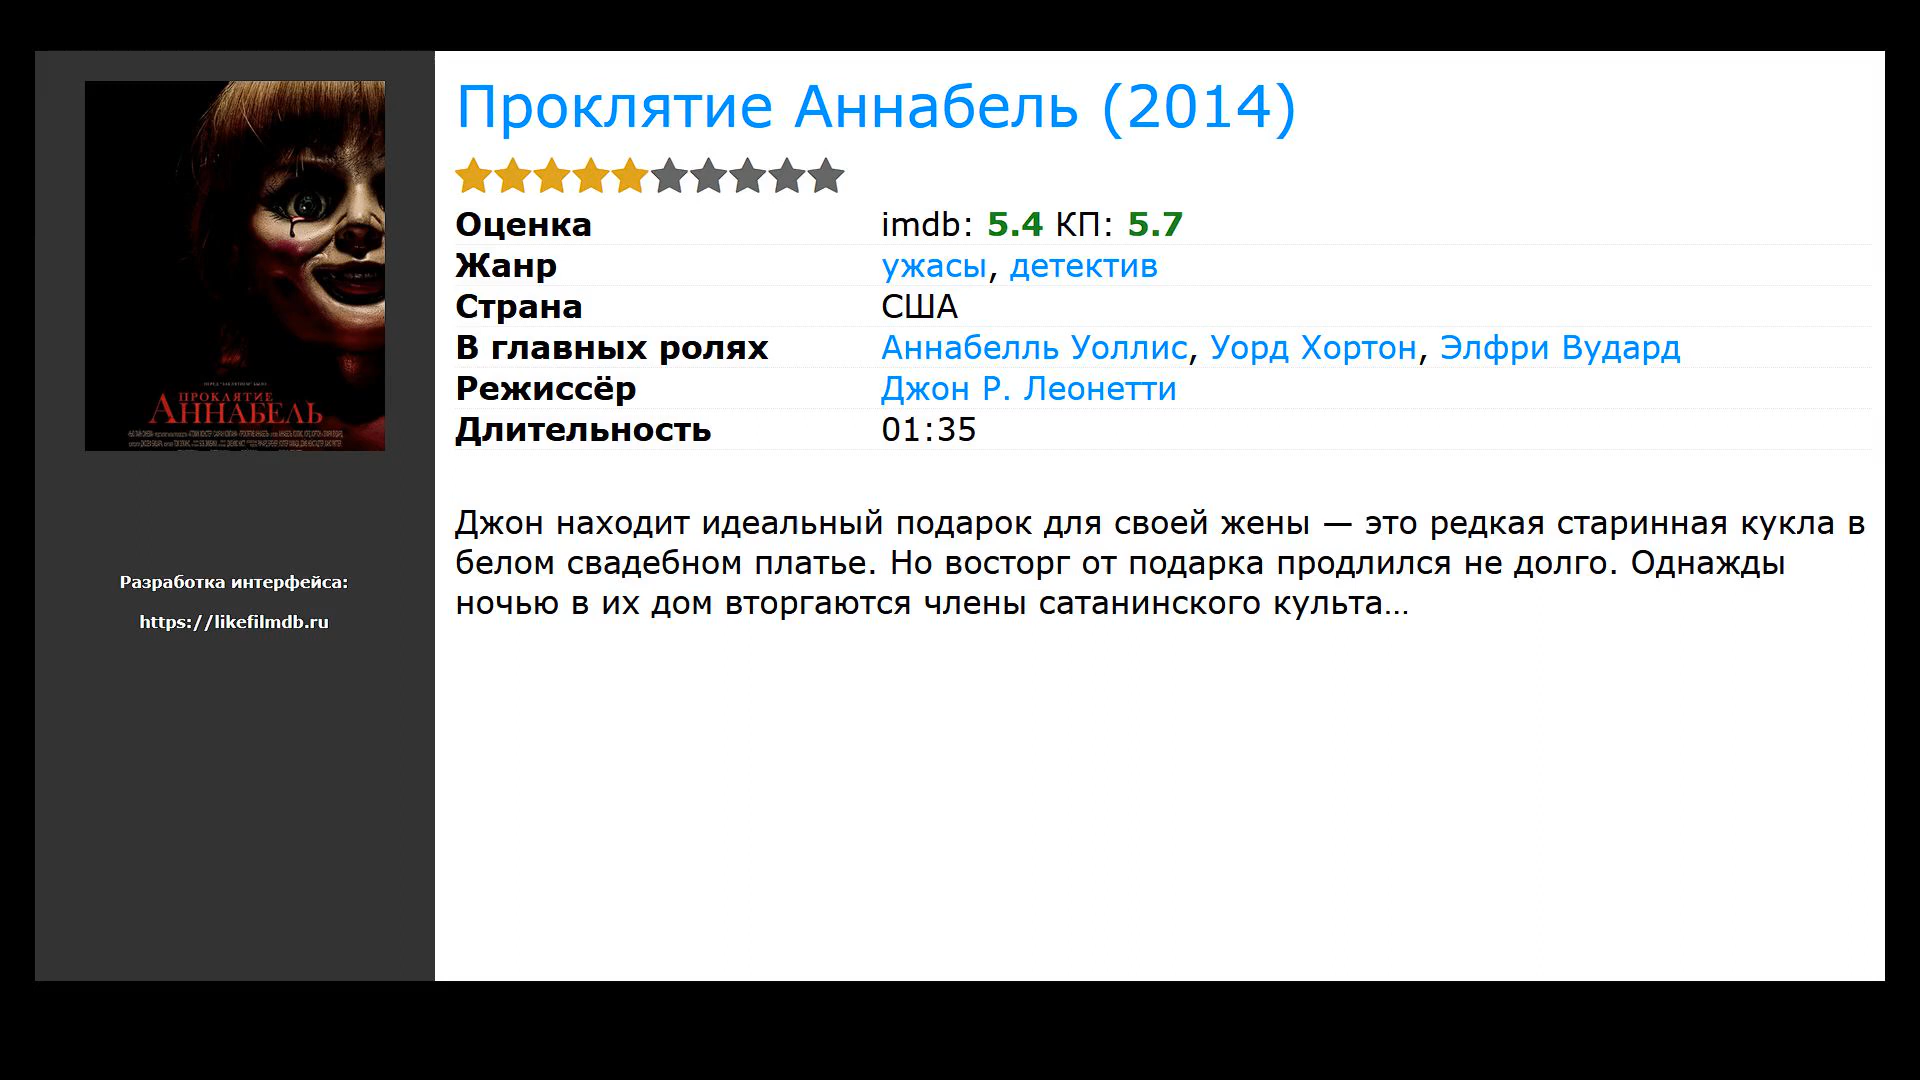 Проклятие Аннабель (2014)
Оценка imdb: 5.4 КП: 5.7
Жанр ужасы, детектив
Страна США
В главных ролях Аннабелль Уоллис, Уорд Хортон, Элфри Вудард
Режиссёр Джон Р. Леонетти
Длительность 01:35
Джон находит идеальный подарок для своей жены — это редкая старинная кукла в
белом свадебном платье. Но восторг от подарка продлился не долго. Однажды
ночью в их дом вторгаются члены сатанинского культа…
ПРОКЛЯТИЕ
АННАБЕЛЬ
Разработка интерфейса:
https://likefilmdb.ru